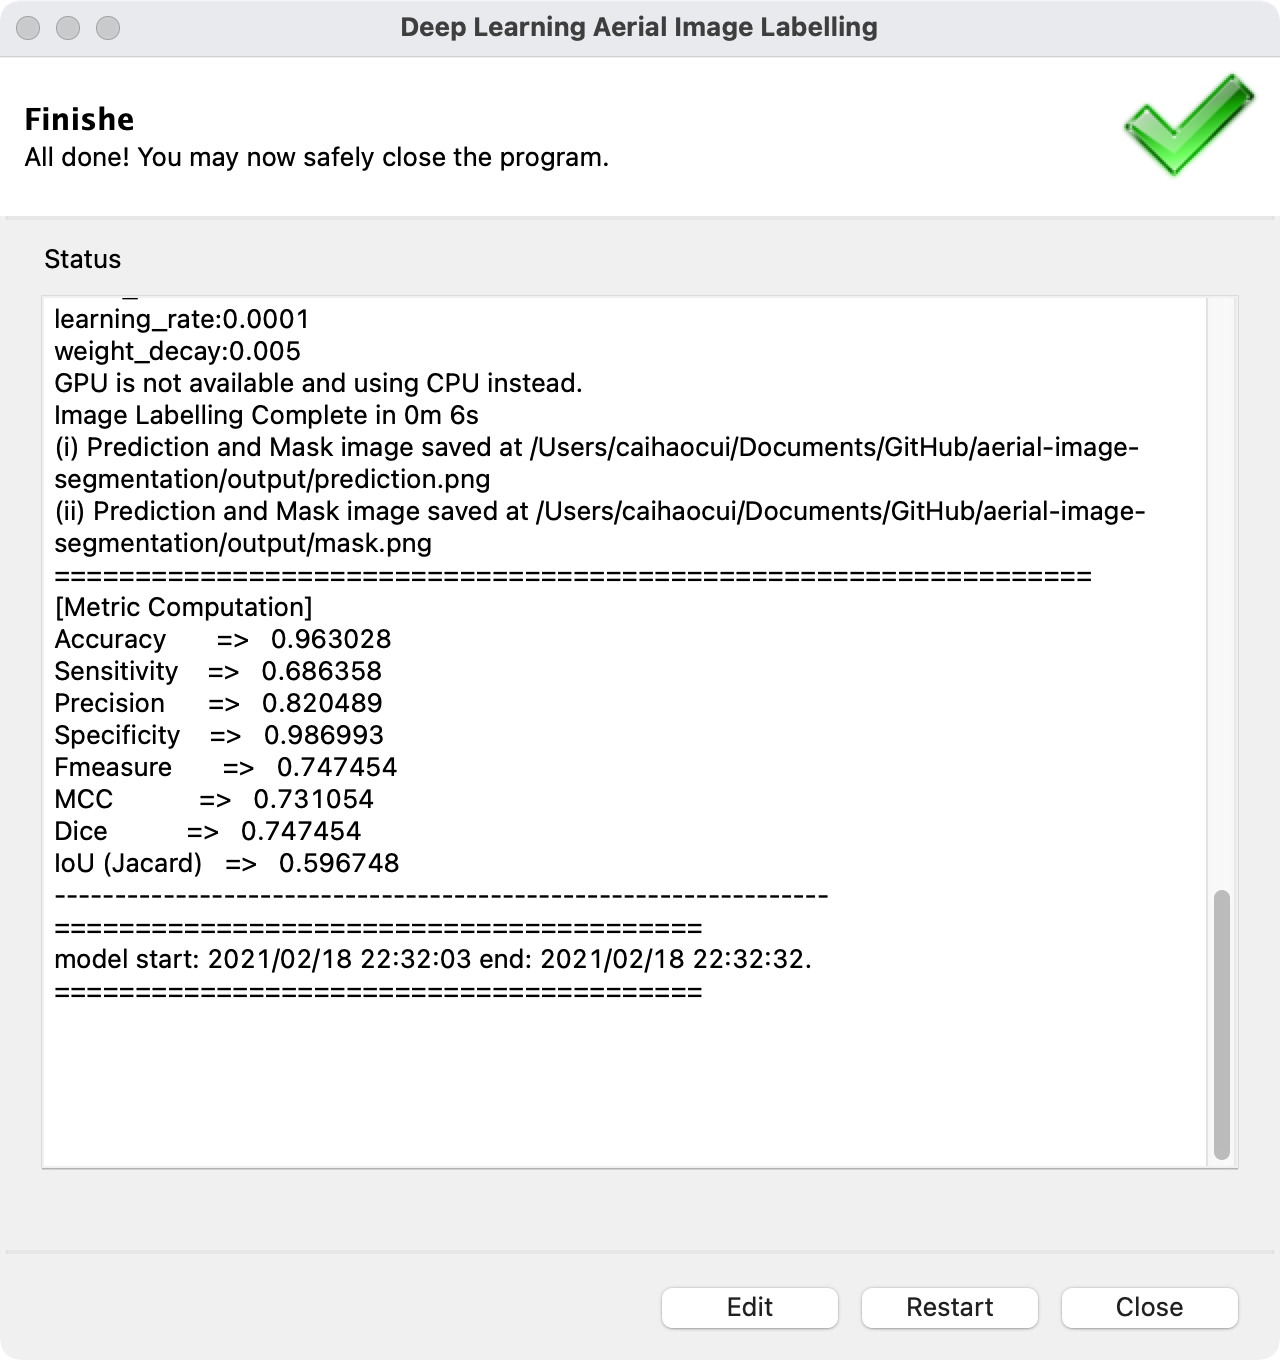 Deep Learning Aerial Image Labelling
Finishe
All done! You may now safely close the program.
Status
learning_rate:0.0001
weight_decay:0.005
GPU is not available and using CPU instead.
Image Labelling Complete in 0m 6s
(i) Prediction and Mask image saved at /Users/caihaocui/Documents/GitHub/aerial-image-
segmentation/output/prediction.png
(ii) Prediction and Mask image saved at /Users/caihaocui/Documents/GitHub/aerial-image-
segmentation/output/mask.png
================================================================
[Metric Computation]
Accuracy => 0.963028
Sensitivity => 0.686358
Precision => 0.820489
Specificity => 0.986993
Fmeasure => 0.747454
MCC => 0.731054
Dice => 0.747454
IoU (Jacard) => 0.596748
----------------------------------------------------------------
========================================
model start: 2021/02/18 22:32:03 end: 2021/02/18 22:32:32.
========================================
Edit
Restart
Close